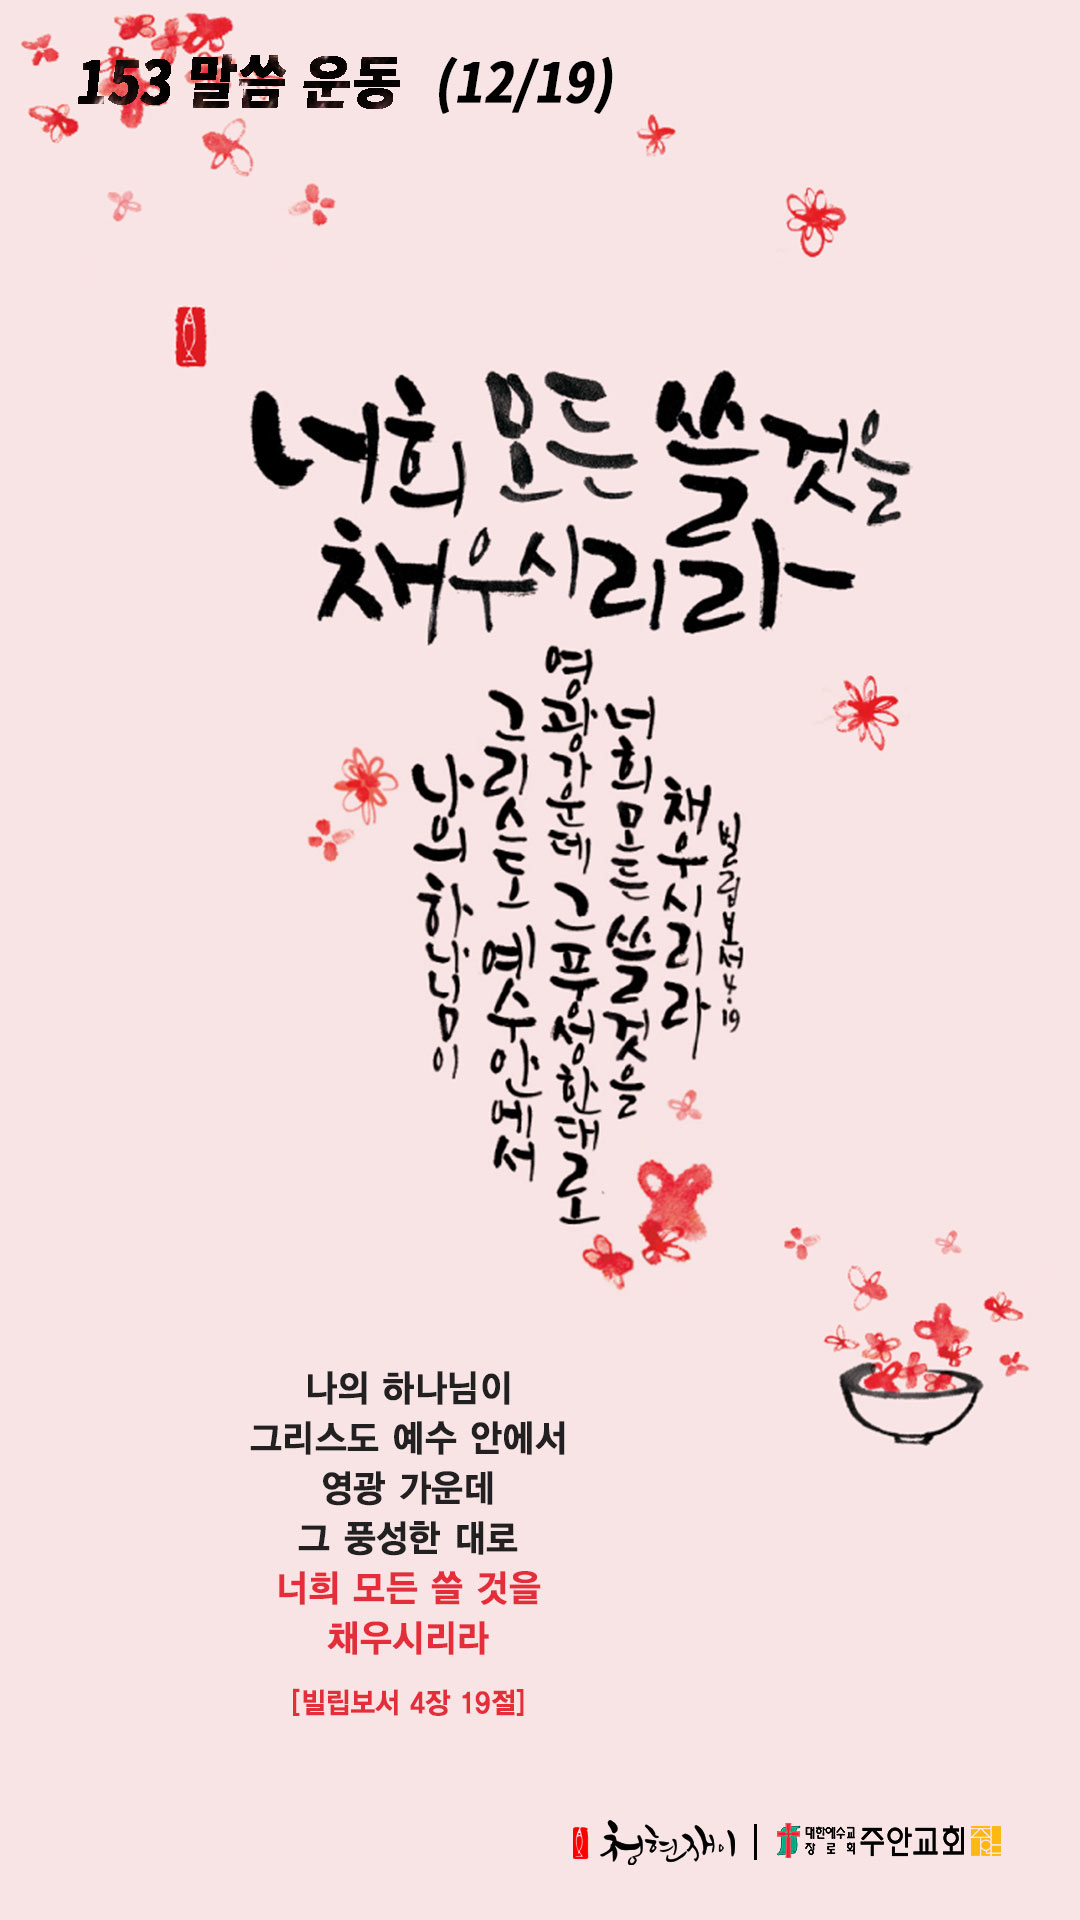 153 말씀 운동 (12/19)
너희 모든 쓸 것을
채우시리라
나의 하나님이
그리스도 예수 안에서
영광 가운데 그 풍성한 대로
너희 모든 쓸 것을
채우시리라
빌립보서 4:19
나의 하나님이
그리스도 예수 안에서
영광 가운데
그 풍성한 대로
너희 모든 쓸 것을
채우시리라
[빌립보서 4장 19절]
청현재이
대한예수교
장로회
주안교회
주안